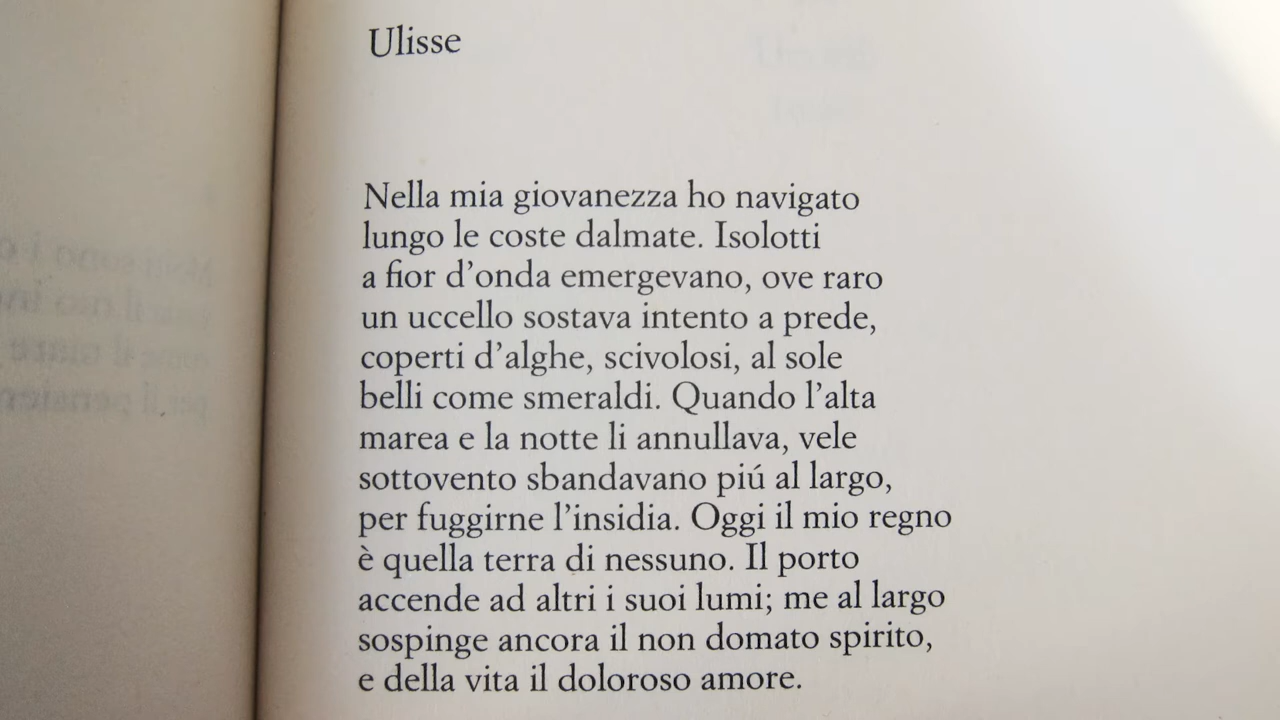 Ulisse
Nella mia giovanezza ho navigato
lungo le coste dalmate. Isolotti
a fior d’onda emergevano, ove raro
un uccello sostava intento a prede,
coperti d’alghe, scivolosi, al sole
belli come smeraldi. Quando l’alta
marea e la notte li annullava, vele
sottovento sbandavano piú al largo,
per fuggirne l’insidia. Oggi il mio regno
è quella terra di nessuno. Il porto
accende ad altri i suoi lumi; me al largo
sospinge ancora il non domato spirito,
e della vita il doloroso amore.